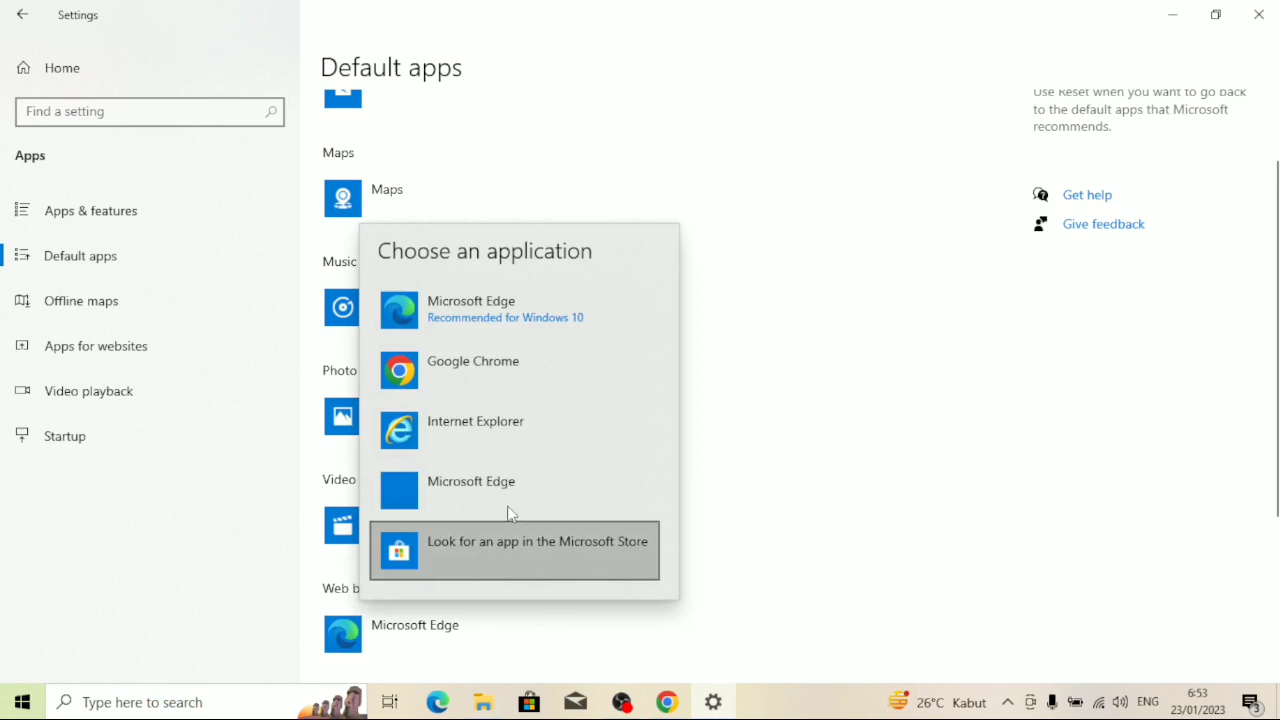 Settings
Home
Find a setting
Apps
Apps & features
Default apps
Offline maps
Apps for websites
Video playback
Startup
Default apps
Maps
Maps
Music
Photo
Video
Web b
Microsoft Edge
Choose an application
Microsoft Edge
Recommended for Windows 10
Google Chrome
Internet Explorer
Microsoft Edge
Look for an app in the Microsoft Store
Use Reset when you want to go back
to the default apps that Microsoft
recommends.
Get help
Give feedback
Type here to search
26°C Kabut
ENG
6:53
23/01/2023
3